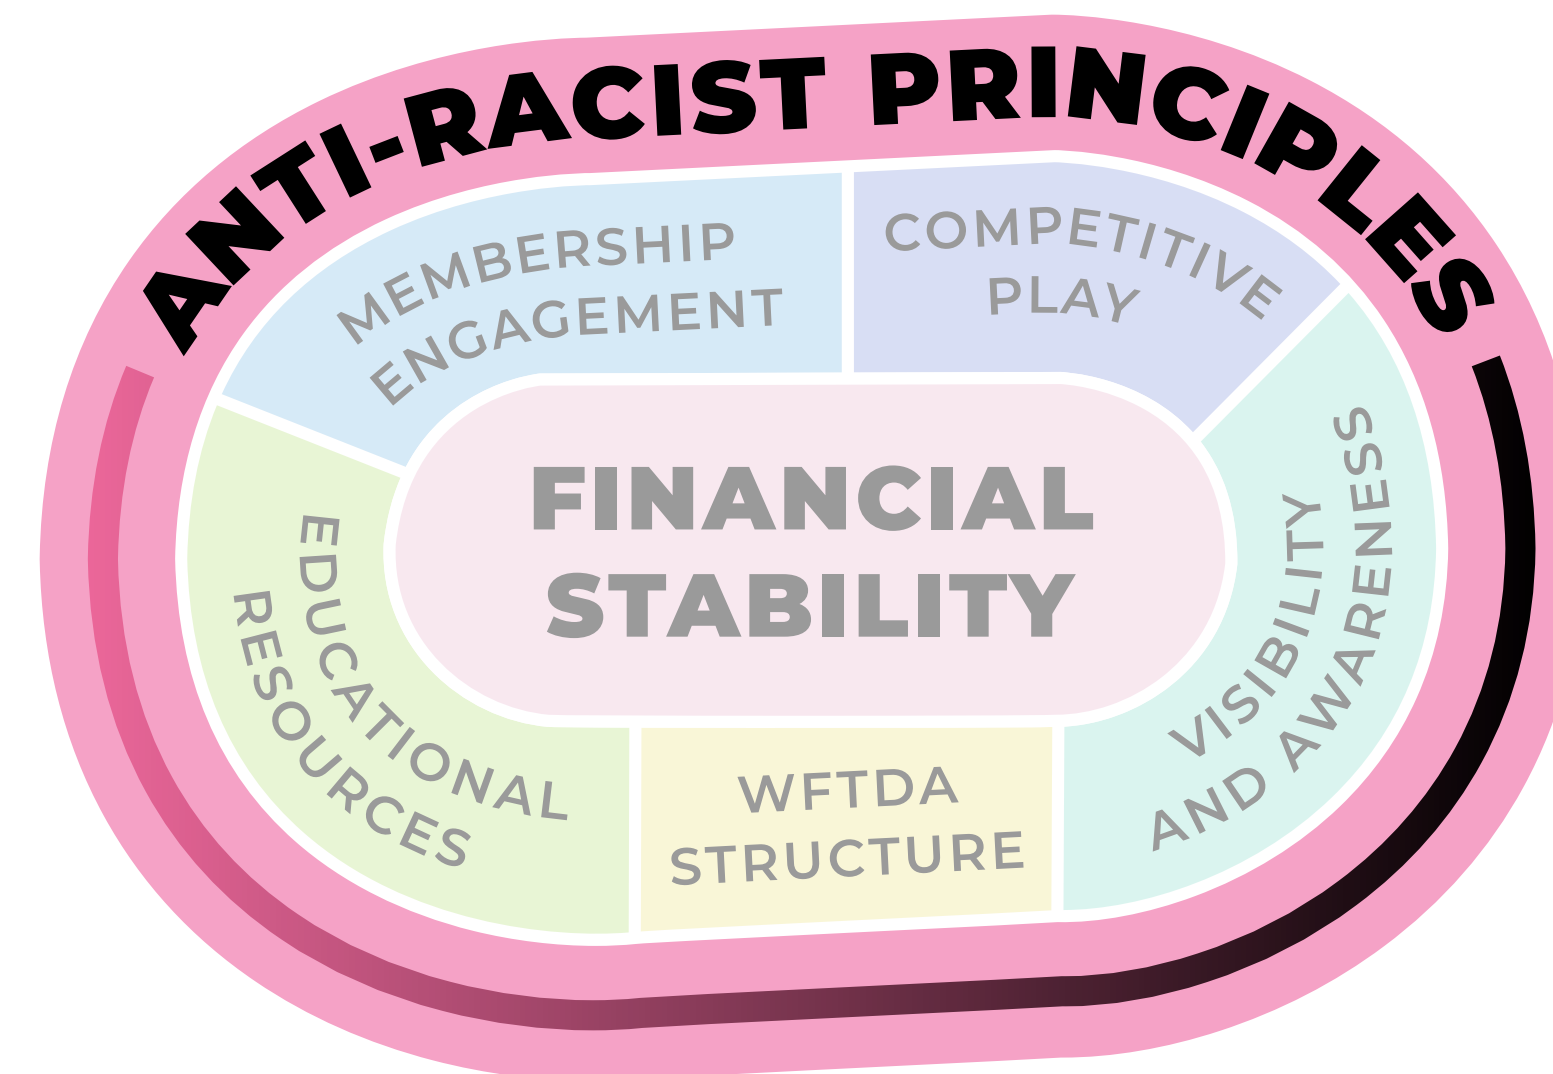 ANTI-RACIST PRINCIPLES
MEMBERSHIP
ENGAGEMENT
COMPETITIVE
PLAY
FINANCIAL
STABILITY
VISIBILITY
AND AWARENESS
EDUCATIONAL
RESOURCES
WFTDA
STRUCTURE